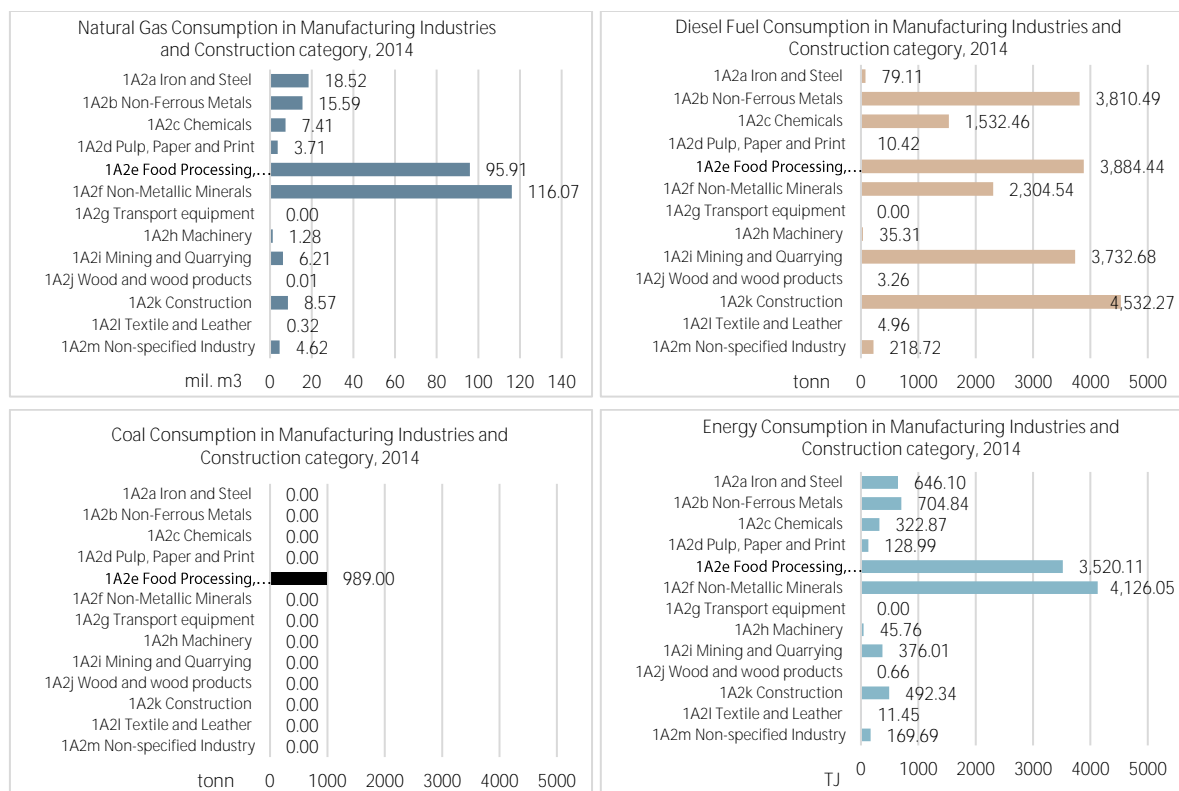 Natural Gas Consumption in Manufacturing Industries
and Construction category, 2014
1A2a Iron and Steel 18.52
1A2b Non-Ferrous Metals 15.59
1A2c Chemicals 7.41
1A2d Pulp, Paper and Print 3.71
1A2e Food Processing,... 95.91
1A2f Non-Metallic Minerals 116.07
1A2g Transport equipment 0.00
1A2h Machinery 1.28
1A2i Mining and Quarrying 6.21
1A2j Wood and wood products 0.01
1A2k Construction 8.57
1A2l Textile and Leather 0.32
1A2m Non-specified Industry 4.62
mil. m3 0 20 40 60 80 100 120 140
Diesel Fuel Consumption in Manufacturing Industries and
Construction category, 2014
1A2a Iron and Steel 79.11
1A2b Non-Ferrous Metals 3,810.49
1A2c Chemicals 1,532.46
1A2d Pulp, Paper and Print 10.42
1A2e Food Processing,... 3,884.44
1A2f Non-Metallic Minerals 2,304.54
1A2g Transport equipment 0.00
1A2h Machinery 35.31
1A2i Mining and Quarrying 3,732.68
1A2j Wood and wood products 3.26
1A2k Construction 4,532.27
1A2l Textile and Leather 4.96
1A2m Non-specified Industry 218.72
tonn 0 1000 2000 3000 4000 5000
Coal Consumption in Manufacturing Industries and
Construction category, 2014
1A2a Iron and Steel 0.00
1A2b Non-Ferrous Metals 0.00
1A2c Chemicals 0.00
1A2d Pulp, Paper and Print 0.00
1A2e Food Processing,... 989.00
1A2f Non-Metallic Minerals 0.00
1A2g Transport equipment 0.00
1A2h Machinery 0.00
1A2i Mining and Quarrying 0.00
1A2j Wood and wood products 0.00
1A2k Construction 0.00
1A2l Textile and Leather 0.00
1A2m Non-specified Industry 0.00
tonn 0 1000 2000 3000 4000 5000
Energy Consumption in Manufacturing Industries and
Construction category, 2014
1A2a Iron and Steel 646.10
1A2b Non-Ferrous Metals 704.84
1A2c Chemicals 322.87
1A2d Pulp, Paper and Print 128.99
1A2e Food Processing,... 3,520.11
1A2f Non-Metallic Minerals 4,126.05
1A2g Transport equipment 0.00
1A2h Machinery 45.76
1A2i Mining and Quarrying 376.01
1A2j Wood and wood products 0.66
1A2k Construction 492.34
1A2l Textile and Leather 11.45
1A2m Non-specified Industry 169.69
TJ 0 1000 2000 3000 4000 5000